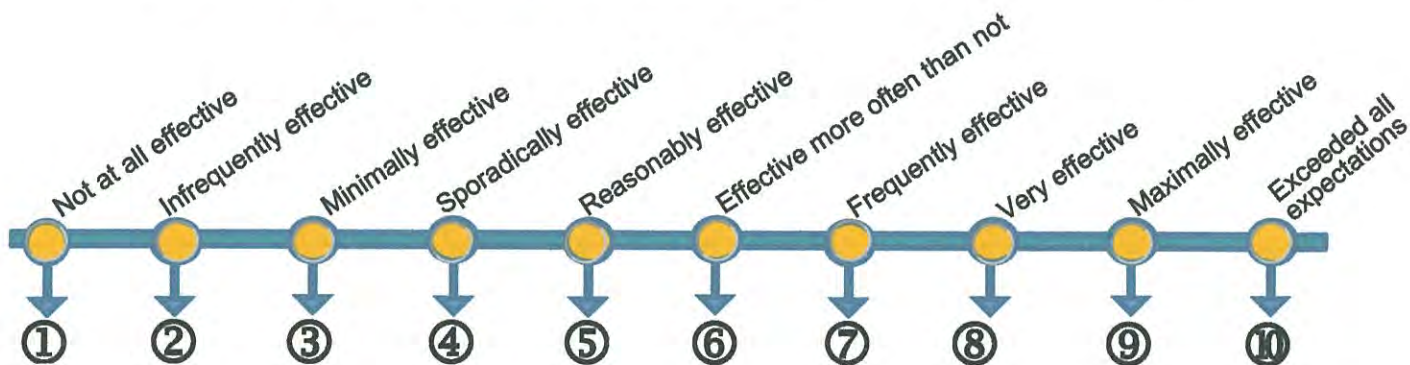 Not at all effective
Infrequently effective
Minimally effective
Sporadically effective
Reasonably effective
Effective more often than not
Frequently effective
Very effective
Maximally effective
Exceeded all
expectations
① ② ③ ④ ⑤ ⑥ ⑦ ⑧ ⑨ ⑩